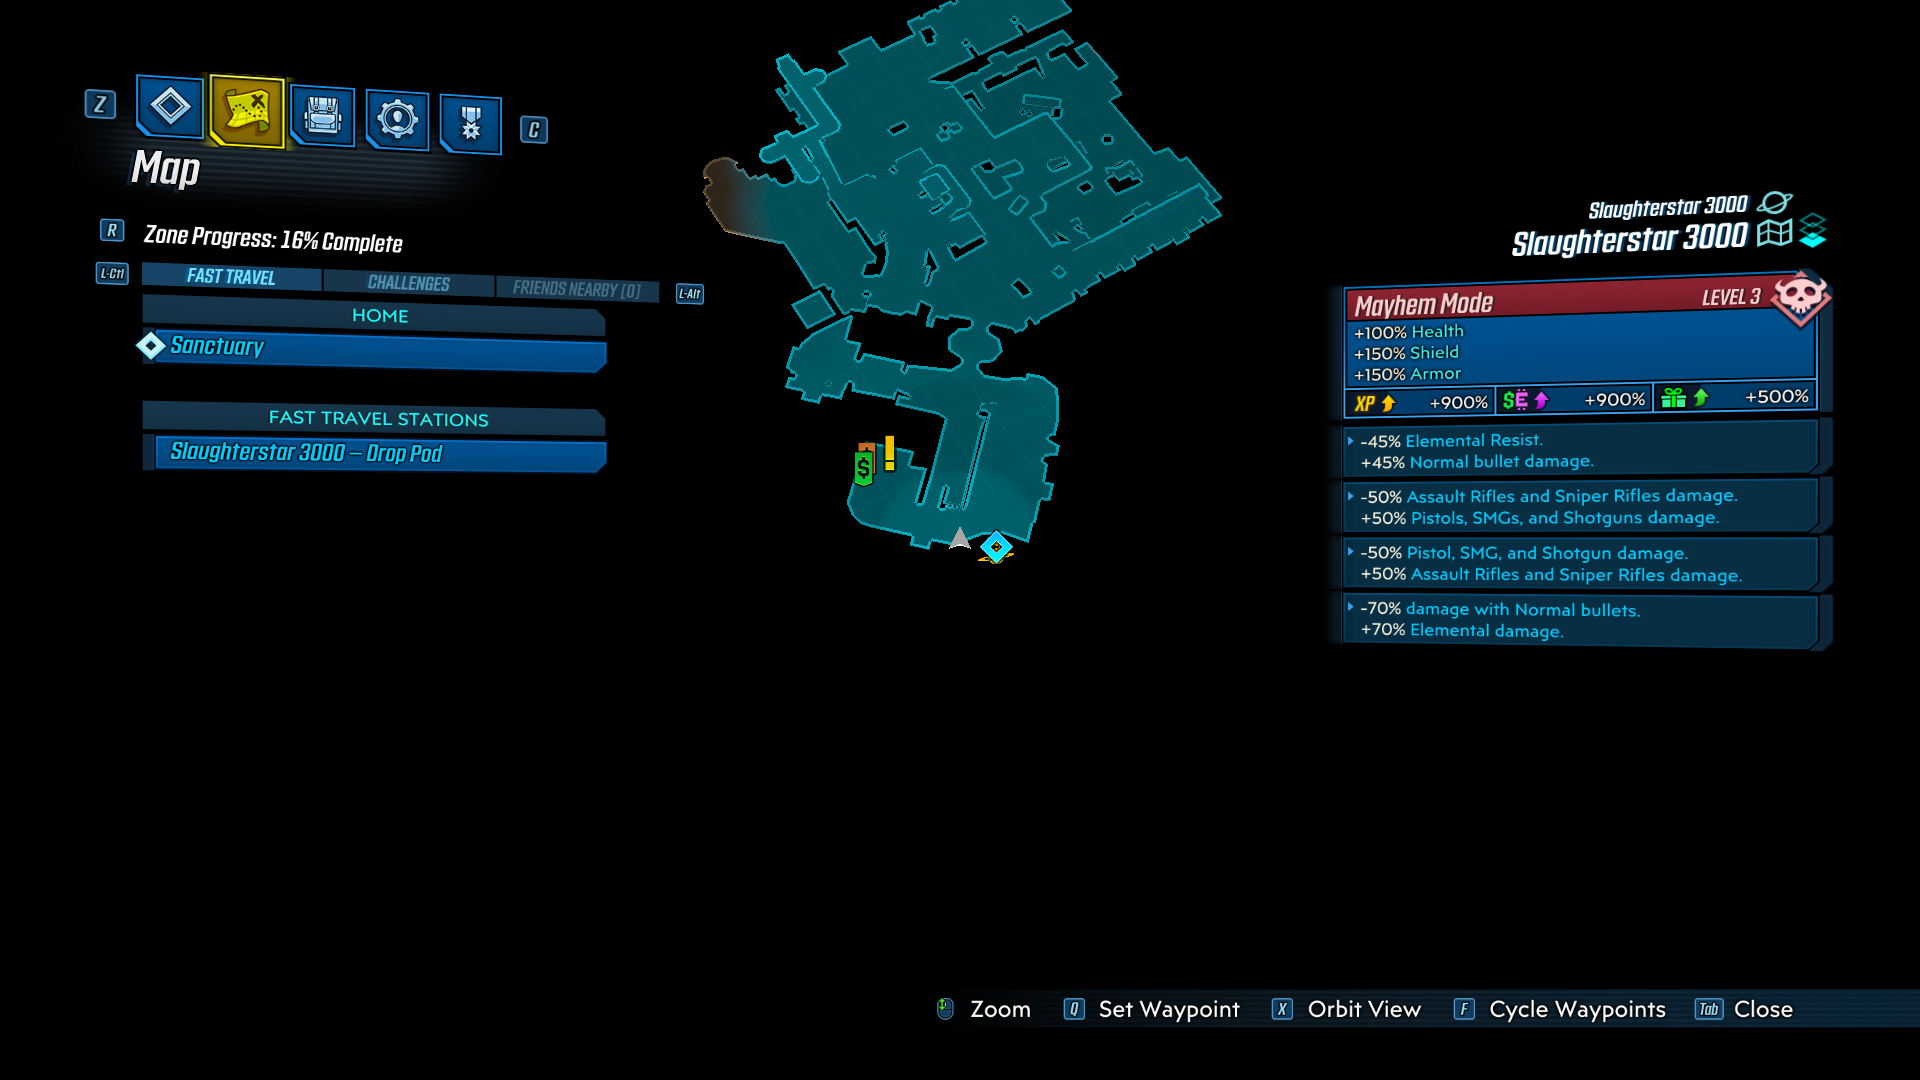 Z
C
Map
R
Zone Progress: 16% Complete
L-Ctl
FAST TRAVEL
CHALLENGES
FRIENDS NEARBY [0]
L-Alt
HOME
Sanctuary
FAST TRAVEL STATIONS
Slaughterstar 3000 – Drop Pod
$
!
Slaughterstar 3000
Slaughterstar 3000
Mayhem Mode LEVEL 3
+100% Health
+150% Shield
+150% Armor
XP +900% $ +900% +500%
-45% Elemental Resist.
+45% Normal bullet damage.
-50% Assault Rifles and Sniper Rifles damage.
+50% Pistols, SMGs, and Shotguns damage.
-50% Pistol, SMG, and Shotgun damage.
+50% Assault Rifles and Sniper Rifles damage.
-70% damage with Normal bullets.
+70% Elemental damage.
Zoom Q Set Waypoint X Orbit View F Cycle Waypoints Tab Close